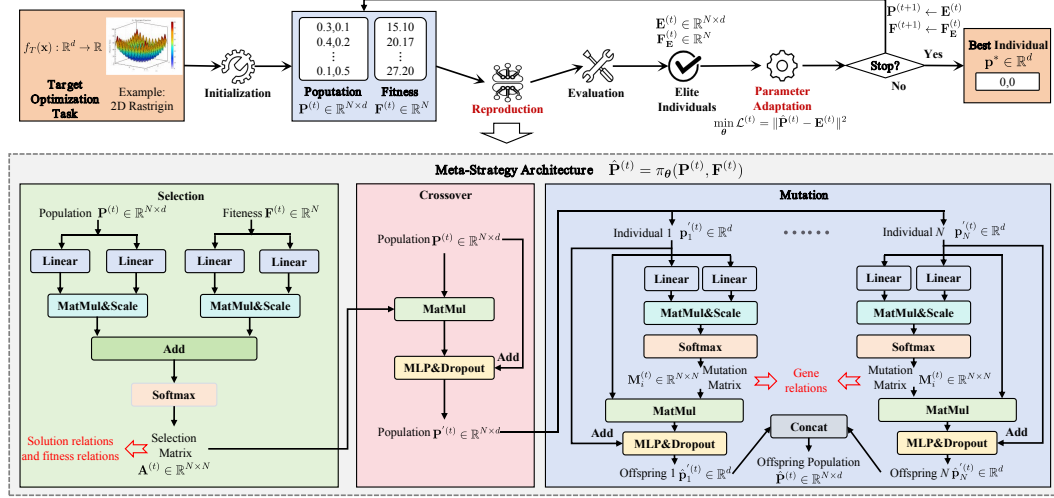 f_T(x) : ℝ^d → ℝ
Target
Optimization
Task
Example:
2D Rastrigin
Initialization
0.3,0.1
0.4,0.2
⋮
0.1,0.5
15.10
20.17
⋮
27.20
Population
P^(t) ∈ ℝ^{N×d}
Fitness
F^(t) ∈ ℝ^N
Reproduction
Evaluation
E^(t) ∈ ℝ^{N×d}
F_E^(t) ∈ ℝ^N
Elite
Individuals
Parameter
Adaptation
min_θ 𝓛^(t) = ‖P̂^(t) − E^(t)‖²
P^(t+1) ← E^(t)
F^(t+1) ← F_E^(t)
Stop?
Yes
No
Best Individual
p* ∈ ℝ^d
0,0
Meta-Strategy Architecture P̂^(t) = π_θ(P^(t), F^(t))
Selection
Population P^(t) ∈ ℝ^{N×d}
Fiteness F^(t) ∈ ℝ^N
Linear
Linear
Linear
Linear
MatMul&Scale
MatMul&Scale
Add
Softmax
Solution relations
and fitness relations
Selection
Matrix
A^(t) ∈ ℝ^{N×N}
Crossover
Population P^(t) ∈ ℝ^{N×d}
MatMul
Add
MLP&Dropout
Population P'^(t) ∈ ℝ^{N×d}
Mutation
Individual 1 p_1'^(t) ∈ ℝ^d
······
Individual N p_N'^(t) ∈ ℝ^d
Linear
Linear
Linear
Linear
MatMul&Scale
MatMul&Scale
Softmax
Softmax
M_i^(t) ∈ ℝ^{N×N}
Mutation
Matrix
Gene
relations
Mutation
Matrix
M_i^(t) ∈ ℝ^{N×N}
MatMul
MatMul
Add
MLP&Dropout
Concat
MLP&Dropout
Add
Offspring 1 p̂_1'^(t) ∈ ℝ^d
Offspring Population
P̂^(t) ∈ ℝ^{N×d}
Offspring N p̂_N'^(t) ∈ ℝ^d